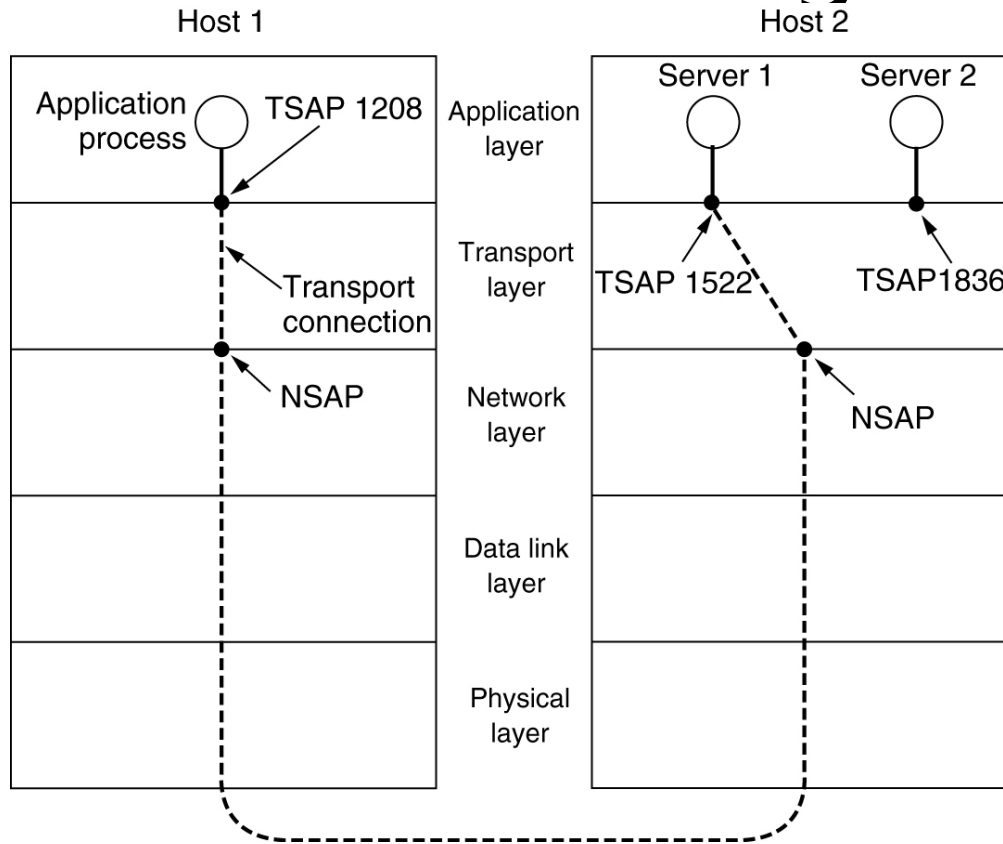 Host 1
Host 2
Application
process
TSAP 1208
Application
layer
Server 1
Server 2
Transport
connection
Transport
layer
TSAP 1522
TSAP1836
NSAP
Network
layer
NSAP
Data link
layer
Physical
layer